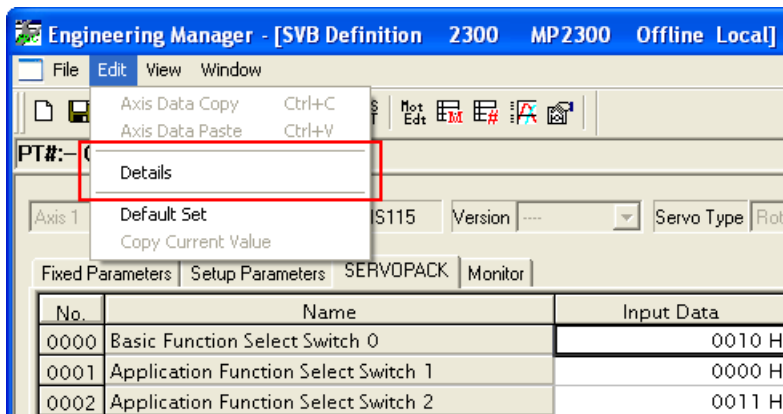 Engineering Manager - [SVB Definition 2300 MP2300 Offline Local]
File Edit View Window
Axis Data Copy Ctrl+C
Axis Data Paste Ctrl+V
Mot Edt
PT#:-
Details
Axis 1 Version ---- Servo Type
Default Set
Copy Current Value
Fixed Parameters Setup Parameters SERVOPACK Monitor
No. Name Input Data
0000 Basic Function Select Switch 0 0010 H
0001 Application Function Select Switch 1 0000 H
0002 Application Function Select Switch 2 0011 H